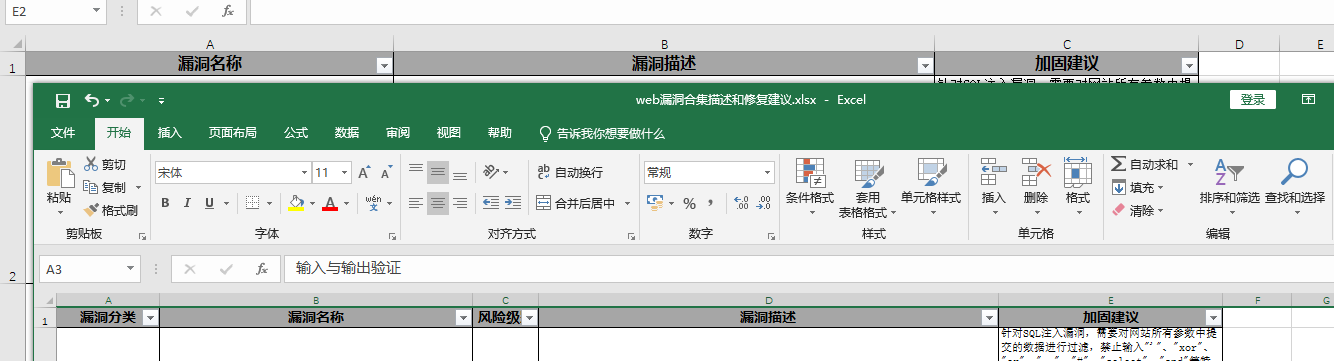 E2
A B C D E
1 漏洞名称 漏洞描述 加固建议
针对SQL注入漏洞，需要对网站所有参数中提
web漏洞合集描述和修复建议.xlsx - Excel 登录
文件 开始 插入 页面布局 公式 数据 审阅 视图 帮助 告诉我你想要做什么
粘贴 剪切 复制 格式刷 剪贴板
宋体 11 A A
B I U A wén 字体
ab 自动换行 合并后居中 对齐方式
常规 % , .00 数字
条件格式 套用 表格格式 单元格样式 样式
插入 删除 格式 单元格
自动求和 填充 清除 排序和筛选 查找和选择 编辑
2
A3 fx 输入与输出验证
A B C D E F G
1 漏洞分类 漏洞名称 风险级 漏洞描述 加固建议
针对SQL注入漏洞，需要对网站所有参数中提
交的数据进行过滤，禁止输入"'"、"xor"、